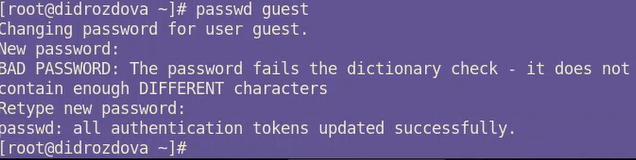 [root@didrozdova ~]# passwd guest
Changing password for user guest.
New password:
BAD PASSWORD: The password fails the dictionary check - it does not
contain enough DIFFERENT characters
Retype new password:
passwd: all authentication tokens updated successfully.
[root@didrozdova ~]#